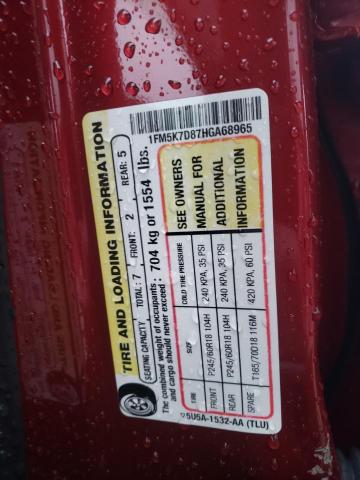 TIRE AND LOADING INFORMATION
SEATING CAPACITY TOTAL: 7 FRONT: 2 REAR: 5
The combined weight of occupants and cargo should never exceed: 704 kg or 1554 lbs.
TIRE SIZE COLD TIRE PRESSURE
FRONT P245/60R18 104H 240 KPA, 35 PSI
REAR P245/60R18 104H 240 KPA, 35 PSI
SPARE T165/70D18 116M 420 KPA, 60 PSI
SEE OWNERS
MANUAL FOR
ADDITIONAL
INFORMATION
1FM5K7D87HGA68965
5U5A-1532-AA (TLU)